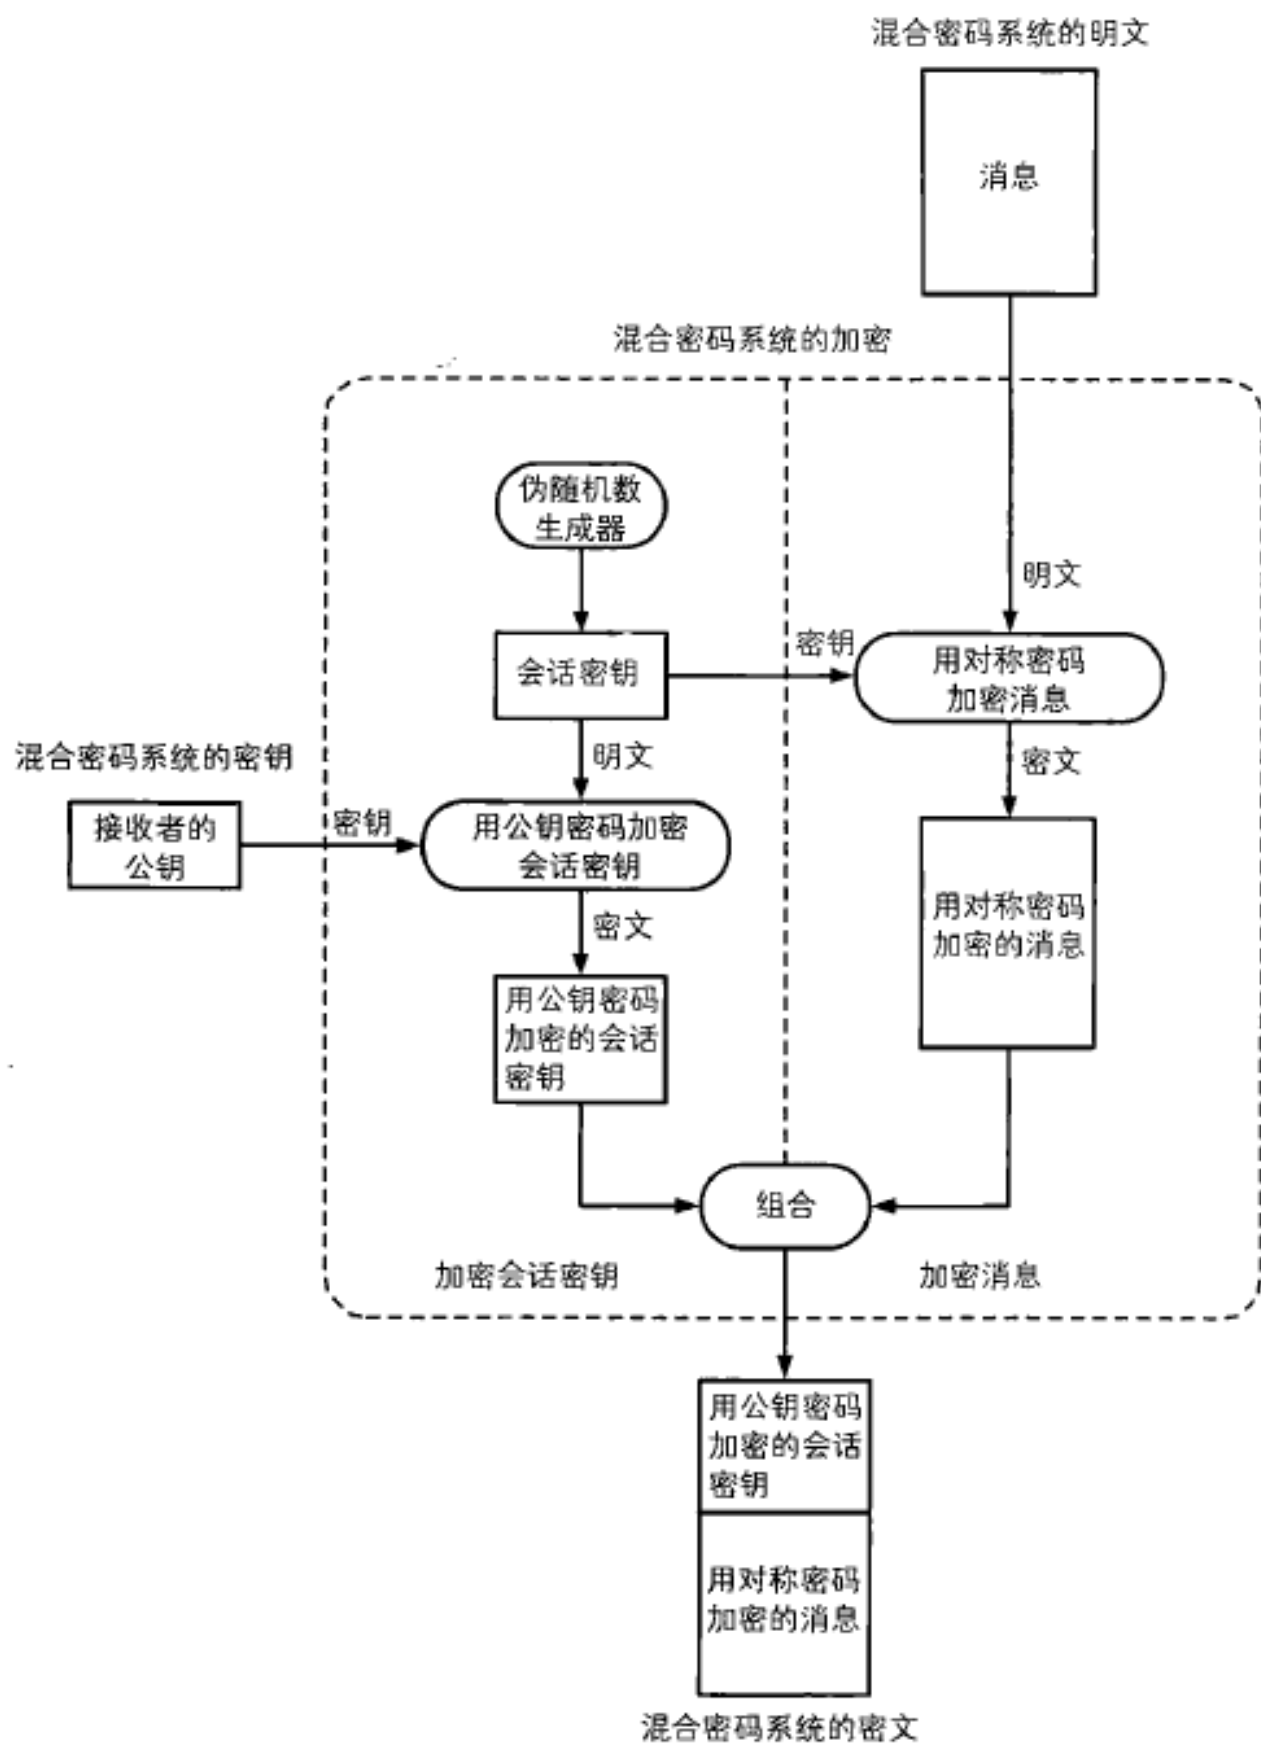 混合密码系统的明文
消息
混合密码系统的加密
伪随机数
生成器
明文
会话密钥
密钥
用对称密码
加密消息
明文
密文
混合密码系统的密钥
接收者的
公钥
密钥
用公钥密码加密
会话密钥
密文
用对称密码
加密的消息
用公钥密码
加密的会话
密钥
组合
加密会话密钥
加密消息
用公钥密码
加密的会话
密钥
用对称密码
加密的消息
混合密码系统的密文